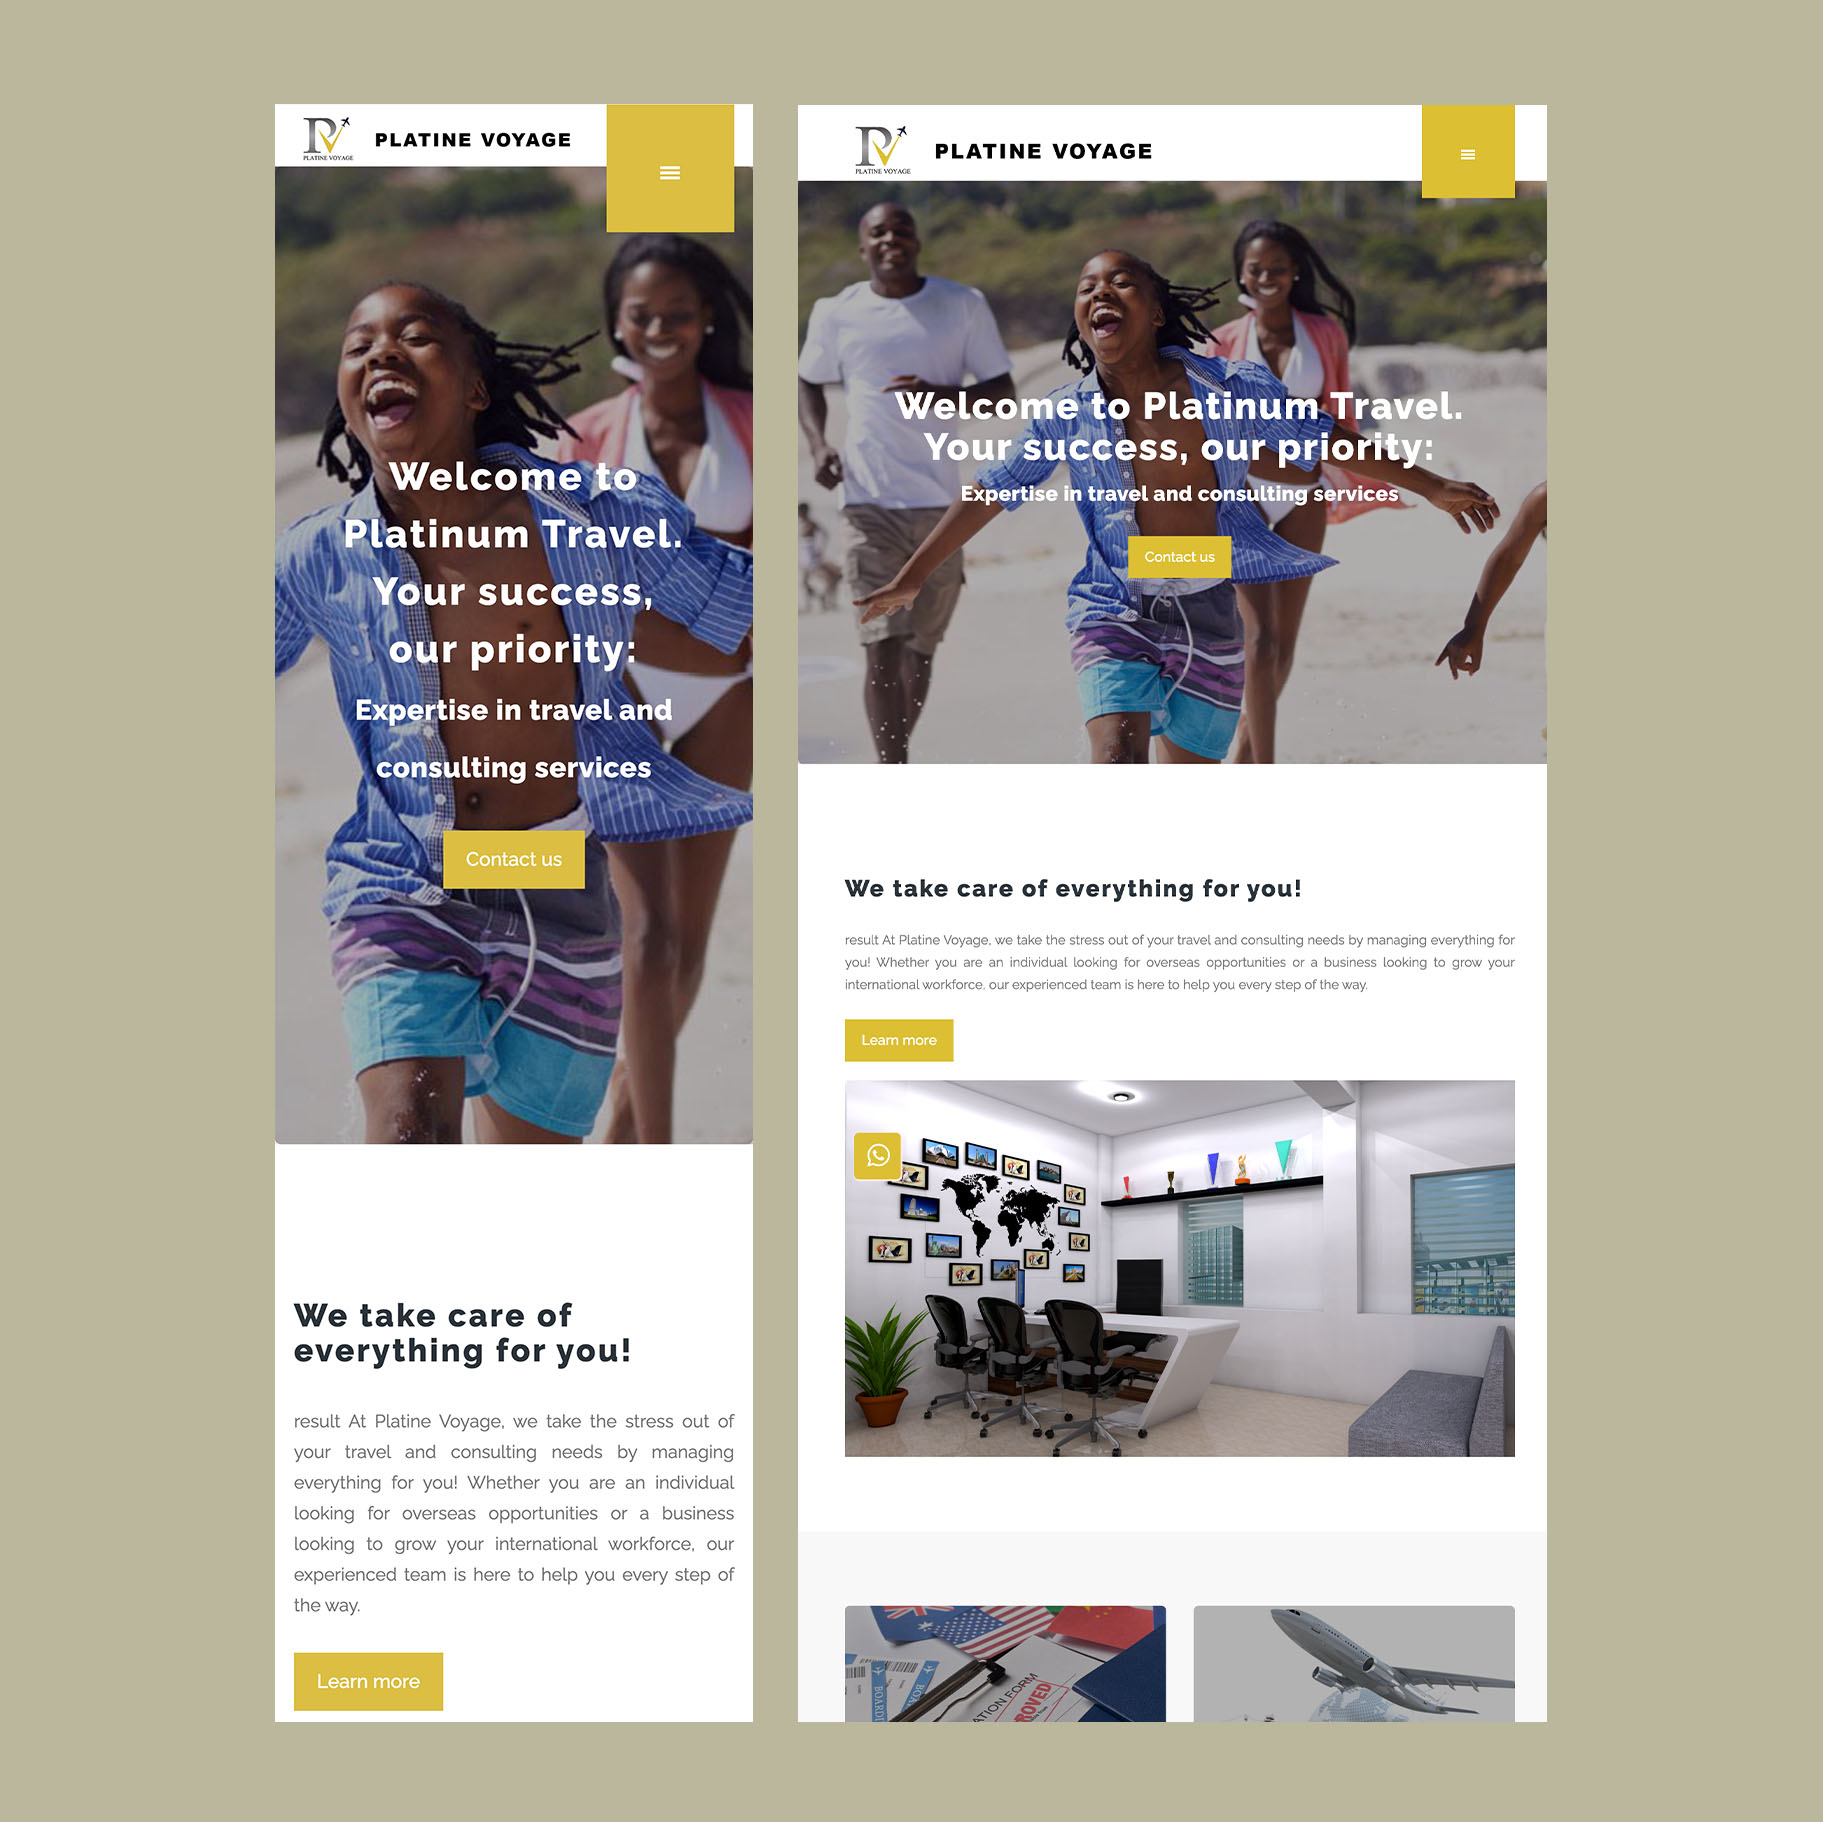 PLATINE VOYAGE
PLATINE VOYAGE
Welcome to
Platinum Travel.
Your success,
our priority:
Expertise in travel and
consulting services
Contact us
We take care of
everything for you!
result At Platine Voyage, we take the stress out of
your travel and consulting needs by managing
everything for you! Whether you are an individual
looking for overseas opportunities or a business
looking to grow your international workforce, our
experienced team is here to help you every step of
the way.
Learn more
PLATINE VOYAGE
PLATINE VOYAGE
Welcome to Platinum Travel.
Your success, our priority:
Expertise in travel and consulting services
Contact us
We take care of everything for you!
result At Platine Voyage, we take the stress out of your travel and consulting needs by managing everything for
you! Whether you are an individual looking for overseas opportunities or a business looking to grow your
international workforce, our experienced team is here to help you every step of the way.
Learn more
BOARDI
BOARDI
ATION FORM
ROVED